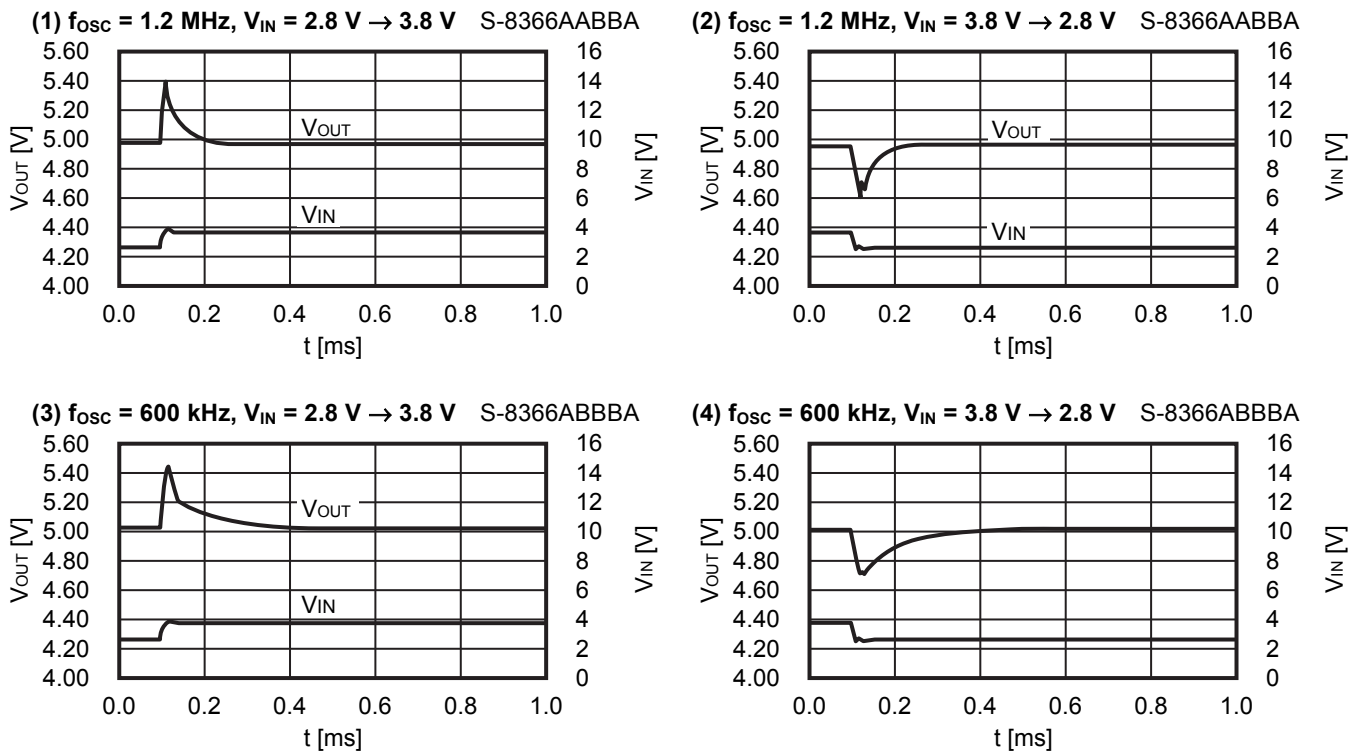 (1) fOSC = 1.2 MHz, VIN = 2.8 V → 3.8 V S-8366AABBA
5.60
5.40
5.20
5.00
4.80
4.60
4.40
4.20
4.00
VOUT [V]
16
14
12
10
8
6
4
2
0
VIN [V]
VOUT
VIN
0.0 0.2 0.4 0.6 0.8 1.0
t [ms]
(2) fOSC = 1.2 MHz, VIN = 3.8 V → 2.8 V S-8366AABBA
5.60
5.40
5.20
5.00
4.80
4.60
4.40
4.20
4.00
VOUT [V]
16
14
12
10
8
6
4
2
0
VIN [V]
VOUT
VIN
0.0 0.2 0.4 0.6 0.8 1.0
t [ms]
(3) fOSC = 600 kHz, VIN = 2.8 V → 3.8 V S-8366ABBBA
5.60
5.40
5.20
5.00
4.80
4.60
4.40
4.20
4.00
VOUT [V]
16
14
12
10
8
6
4
2
0
VIN [V]
VOUT
VIN
0.0 0.2 0.4 0.6 0.8 1.0
t [ms]
(4) fOSC = 600 kHz, VIN = 3.8 V → 2.8 V S-8366ABBBA
5.60
5.40
5.20
5.00
4.80
4.60
4.40
4.20
4.00
VOUT [V]
16
14
12
10
8
6
4
2
0
VIN [V]
0.0 0.2 0.4 0.6 0.8 1.0
t [ms]